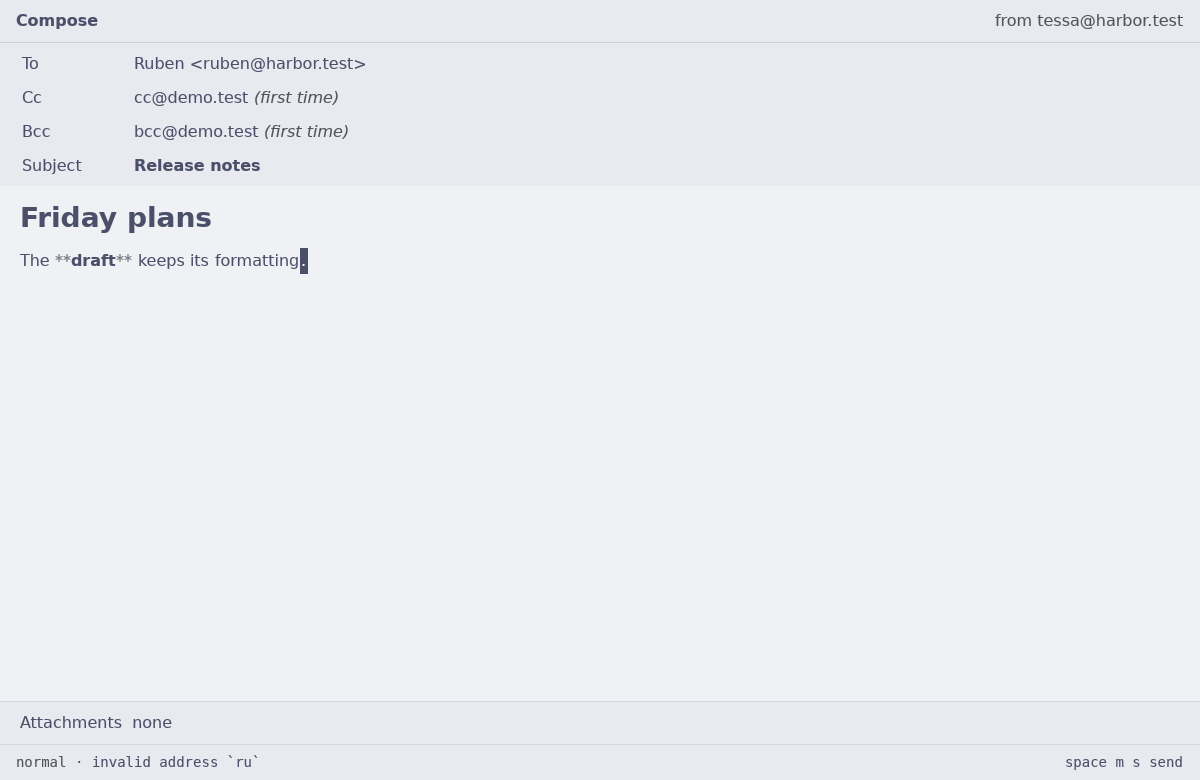 Compose from tessa@harbor.test
To Ruben <ruben@harbor.test>
Cc cc@demo.test (first time)
Bcc bcc@demo.test (first time)
Subject Release notes
Friday plans
The **draft** keeps its formatting.
Attachments none
normal · invalid address `ru` space m s send